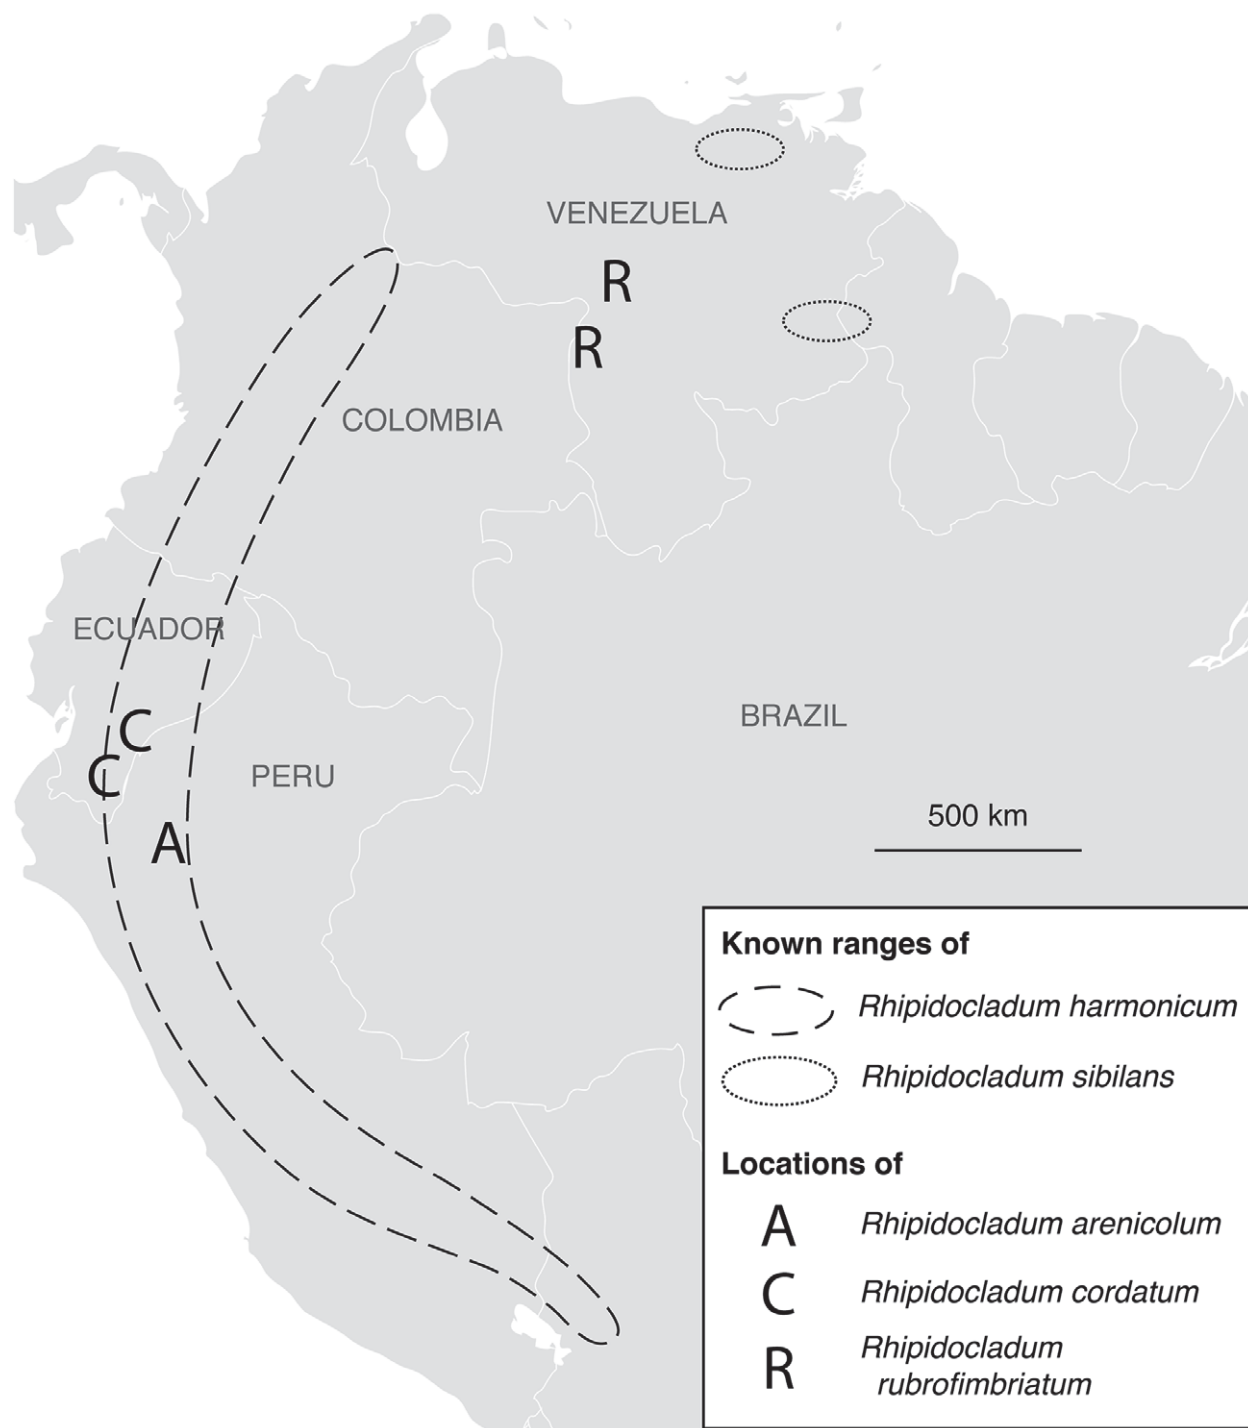 VENEZUELA
R
R
COLOMBIA
ECUADOR
C
BRAZIL
C
PERU
500 km
A
Known ranges of
Rhipidocladum harmonicum
Rhipidocladum sibilans
Locations of
A Rhipidocladum arenicolum
C Rhipidocladum cordatum
R Rhipidocladum
rubrofimbriatum